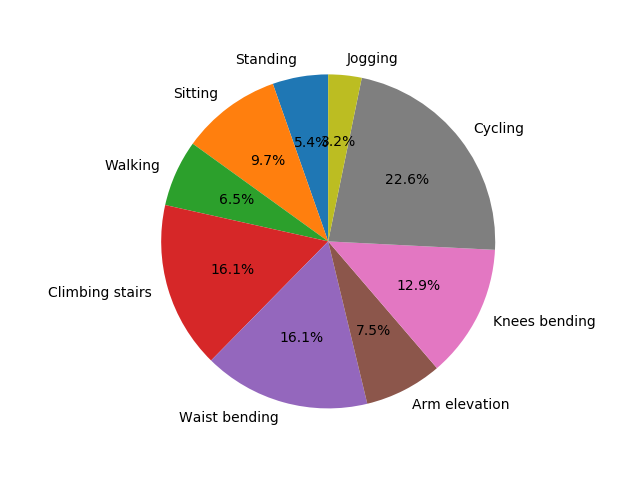 Jogging
Standing
Sitting
Cycling
5.4%
3.2%
9.7%
Walking
22.6%
6.5%
16.1%
12.9%
Climbing stairs
Knees bending
7.5%
16.1%
Arm elevation
Waist bending